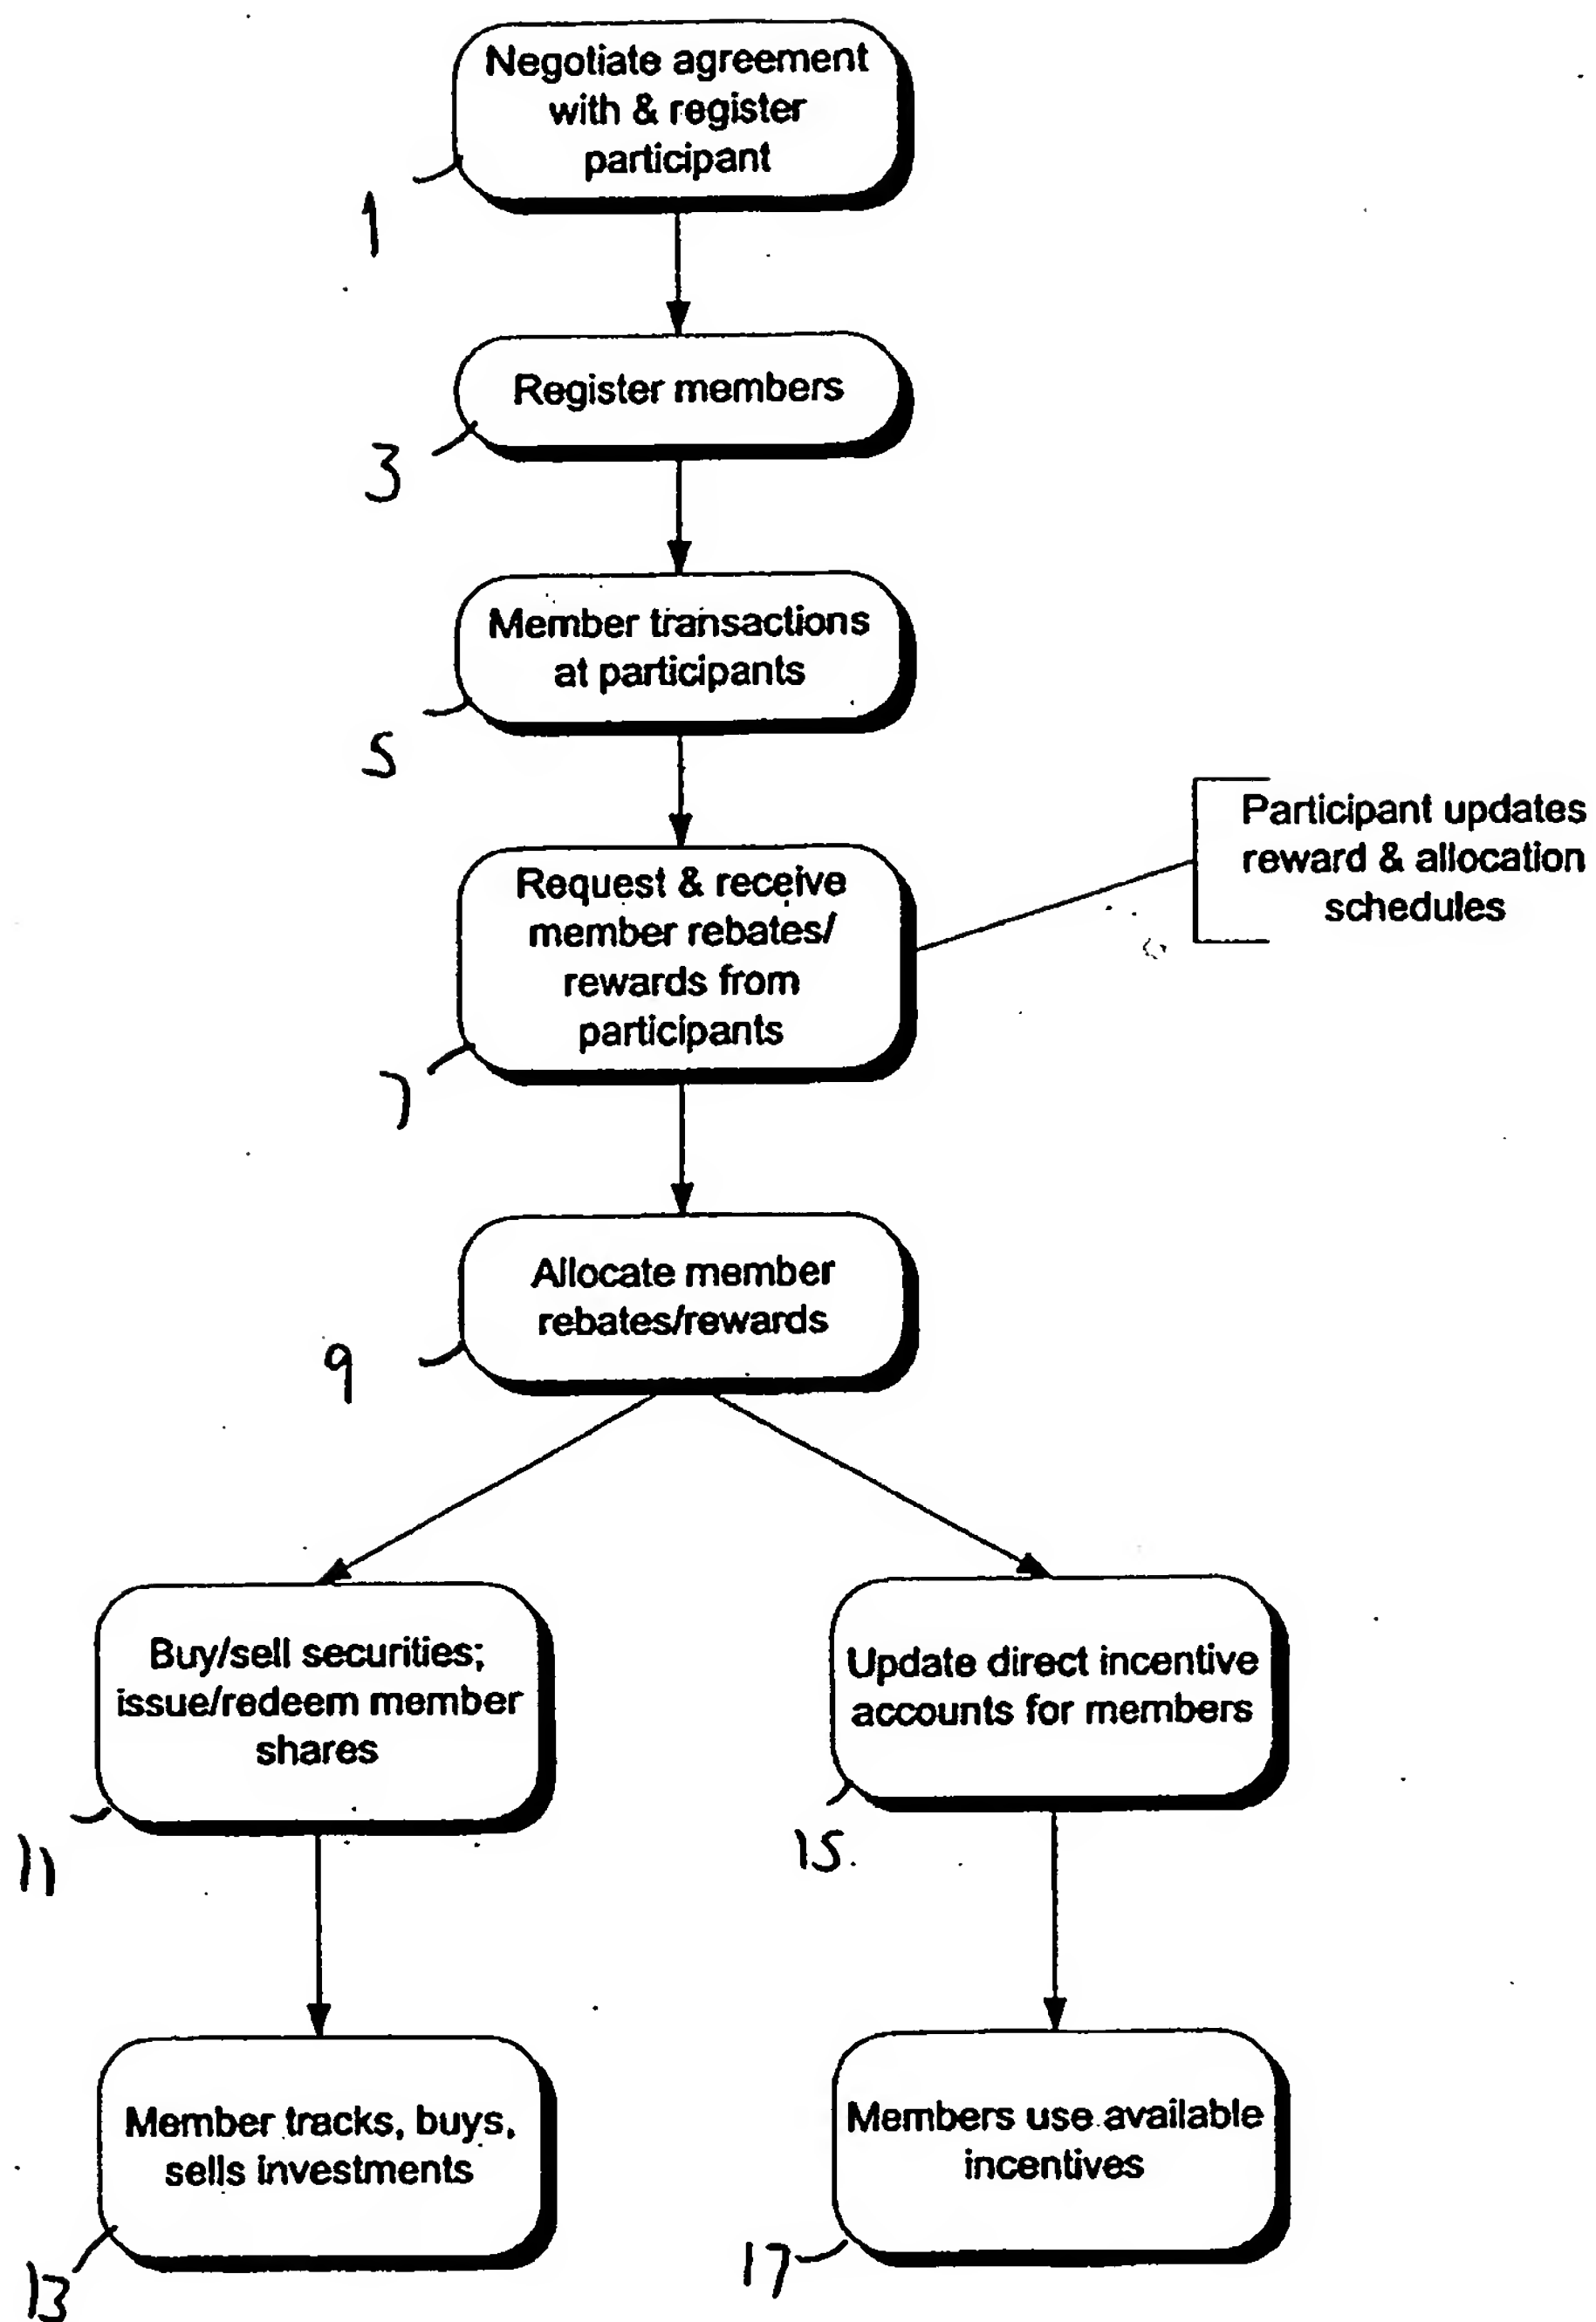 Negotiate agreement
with & register
participant
1
Register members
3
Member transactions
at participants
5
Participant updates
reward & allocation
schedules
Request & receive
member rebates/
rewards from
participants
7
Allocate member
rebates/rewards
9
Buy/sell securities;
issue/redeem member
shares
11
Update direct incentive
accounts for members
15
Member tracks, buys,
sells investments
13
Members use available
incentives
17